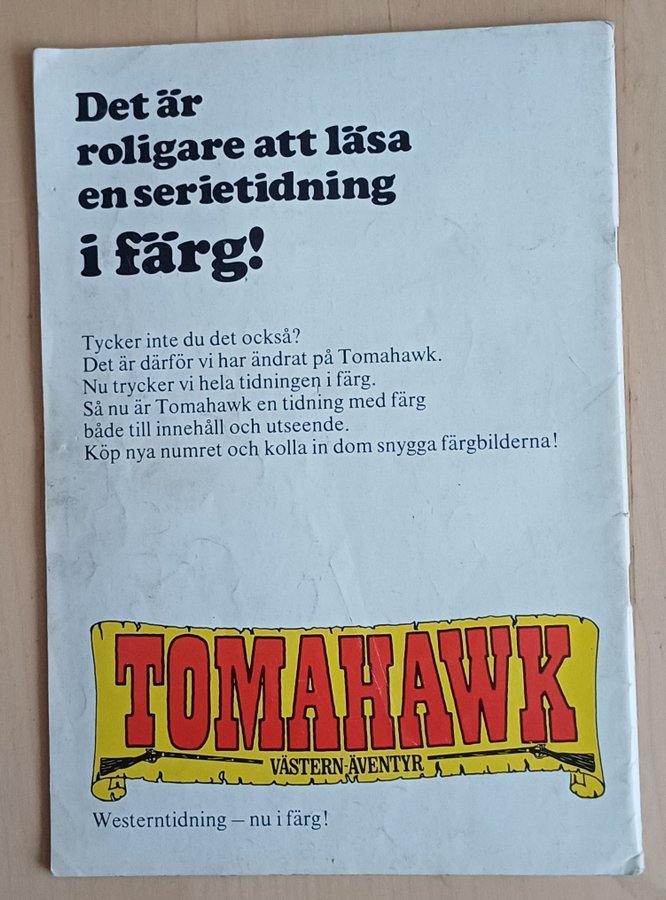 Det är
roligare att läsa
en serietidning
i färg!
Tycker inte du det också?
Det är därför vi har ändrat på Tomahawk.
Nu trycker vi hela tidningen i färg.
Så nu är Tomahawk en tidning med färg
både till innehåll och utseende.
Köp nya numret och kolla in dom snygga färgbilderna!
TOMAHAWK
VÄSTERN-ÄVENTYR
Westerntidning – nu i färg!